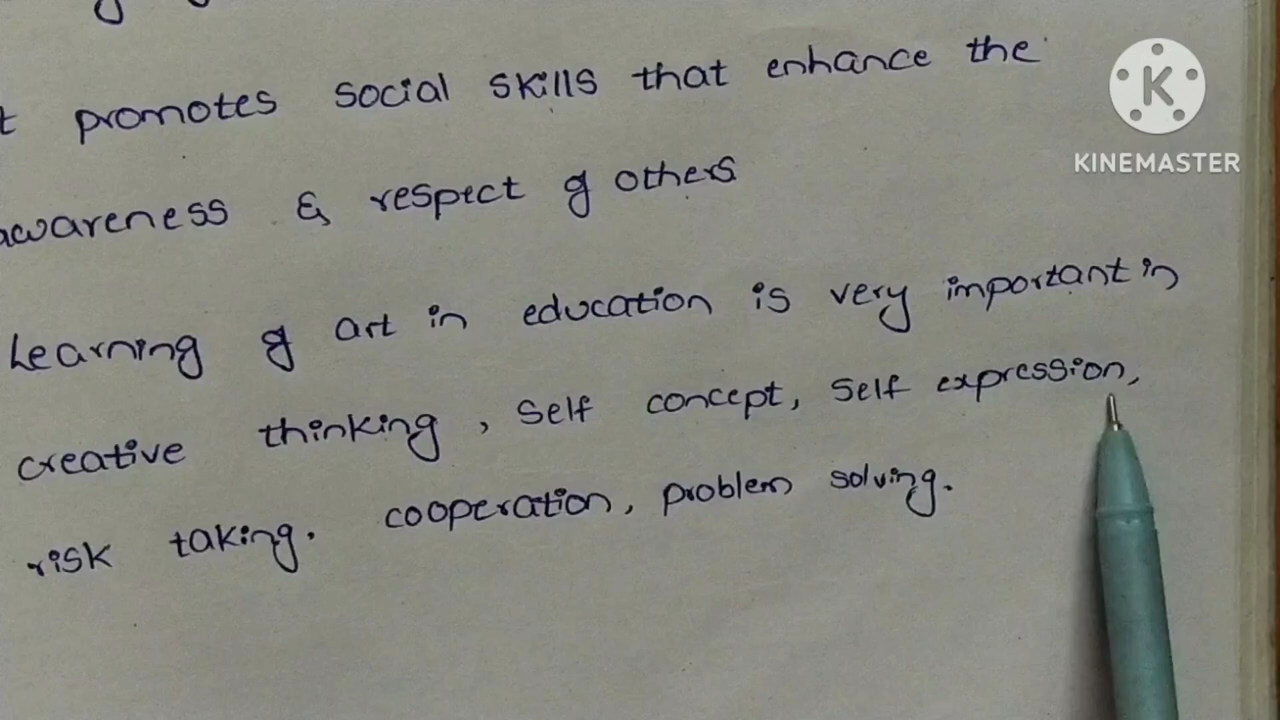 promotes social skills that enhance the
awareness & respect of others
Learning of art in education is very important in
creative thinking, Self concept, Self expression,
risk taking. cooperation, problem solving.
K
KINEMASTER